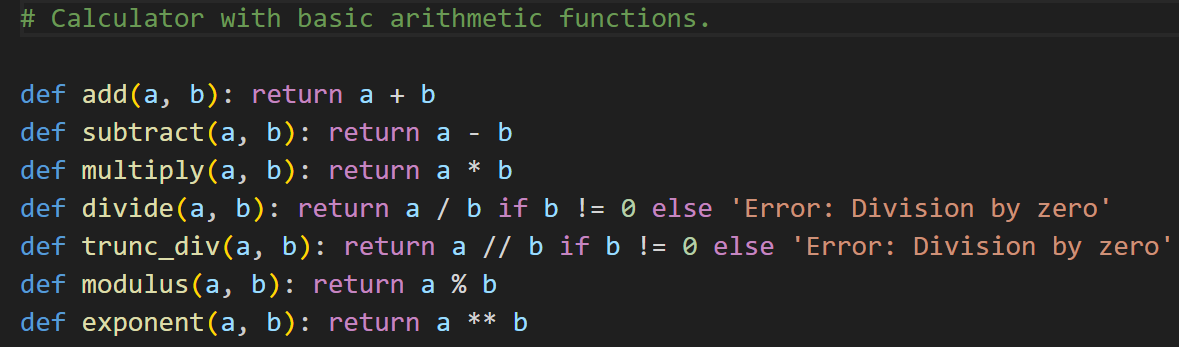 # Calculator with basic arithmetic functions.
def add(a, b): return a + b
def subtract(a, b): return a - b
def multiply(a, b): return a * b
def divide(a, b): return a / b if b != 0 else 'Error: Division by zero'
def trunc_div(a, b): return a // b if b != 0 else 'Error: Division by zero'
def modulus(a, b): return a % b
def exponent(a, b): return a ** b